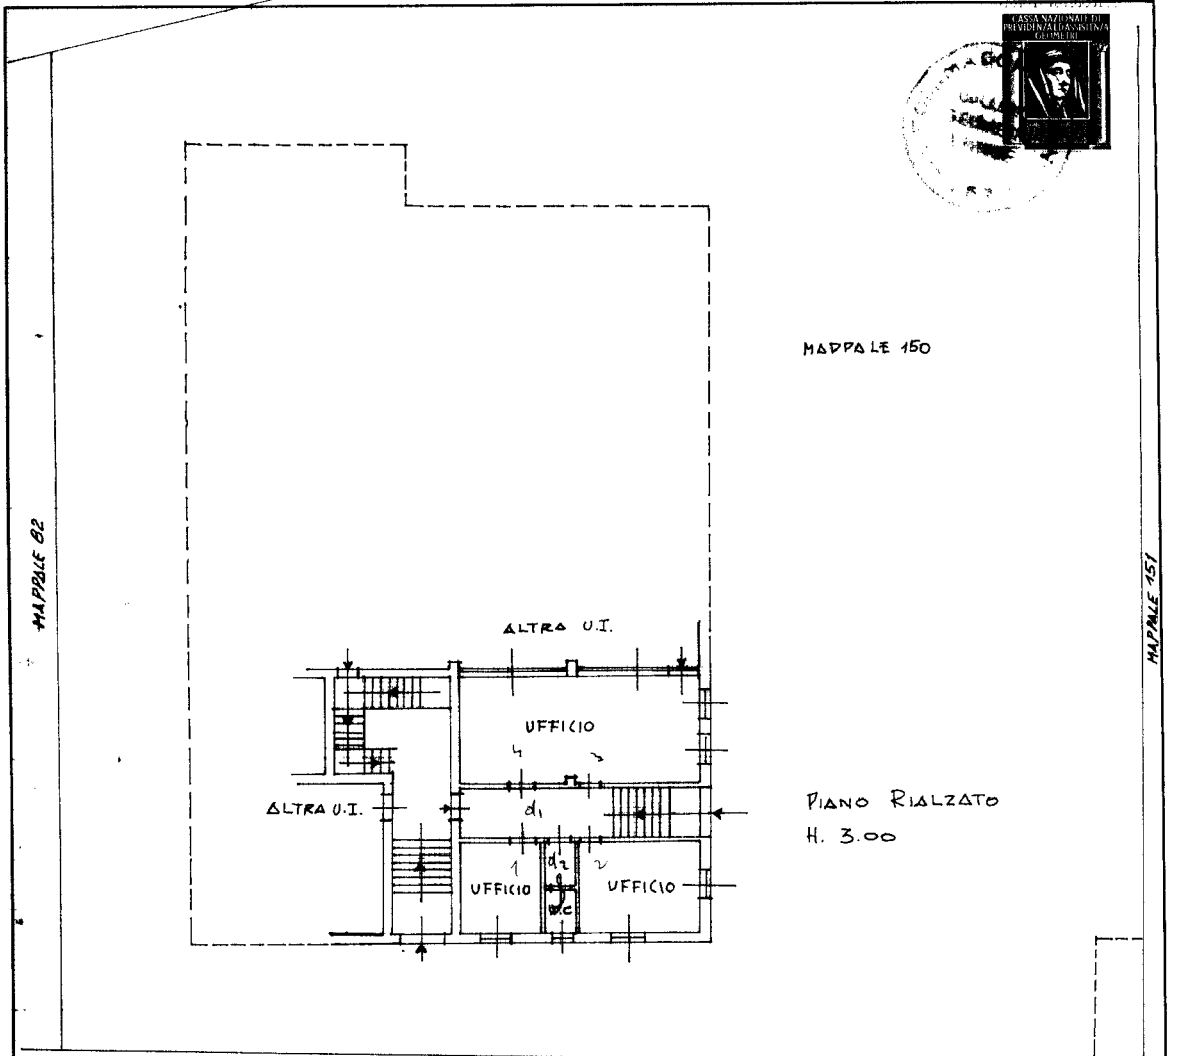 CASSA NAZIONALE DI
PREVIDENZA ED ASSISTENZA
GEOMETRI
MAPPALE 150
MAPPALE 82
MAPPALE 151
ALTRA U.I.
UFFICIO
4
3
ALTRA U.I.
d1
PIANO RIALZATO
H. 3.00
1
d2
2
UFFICIO
UFFICIO
W.C